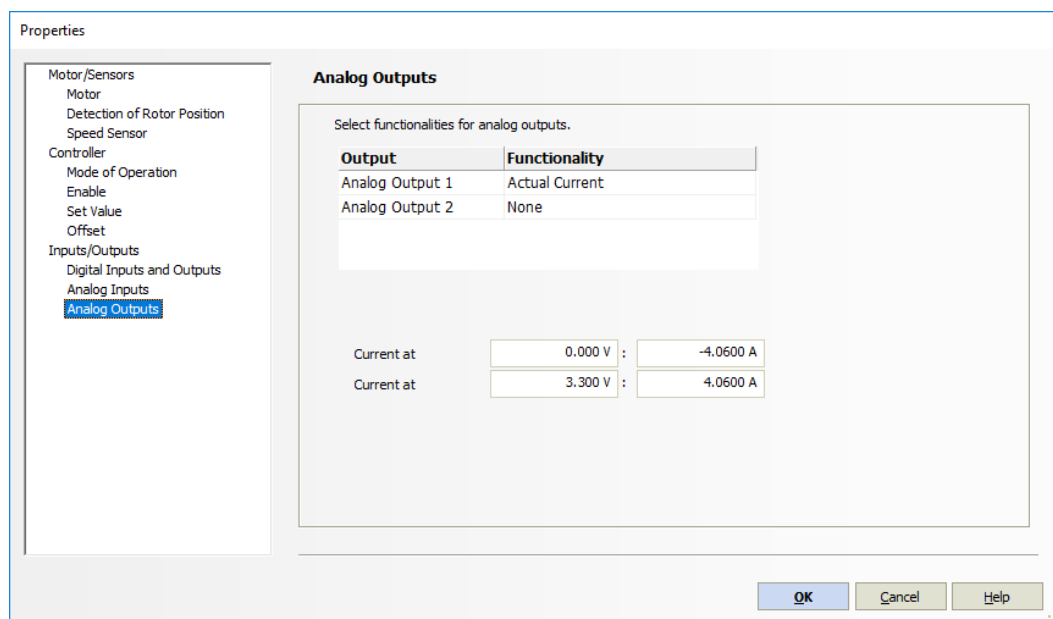 Properties
Motor/Sensors
Motor
Detection of Rotor Position
Speed Sensor
Controller
Mode of Operation
Enable
Set Value
Offset
Inputs/Outputs
Digital Inputs and Outputs
Analog Inputs
Analog Outputs
Analog Outputs
Select functionalities for analog outputs.
Output Functionality
Analog Output 1 Actual Current
Analog Output 2 None
Current at 0.000 V : -4.0600 A
Current at 3.300 V : 4.0600 A
OK Cancel Help